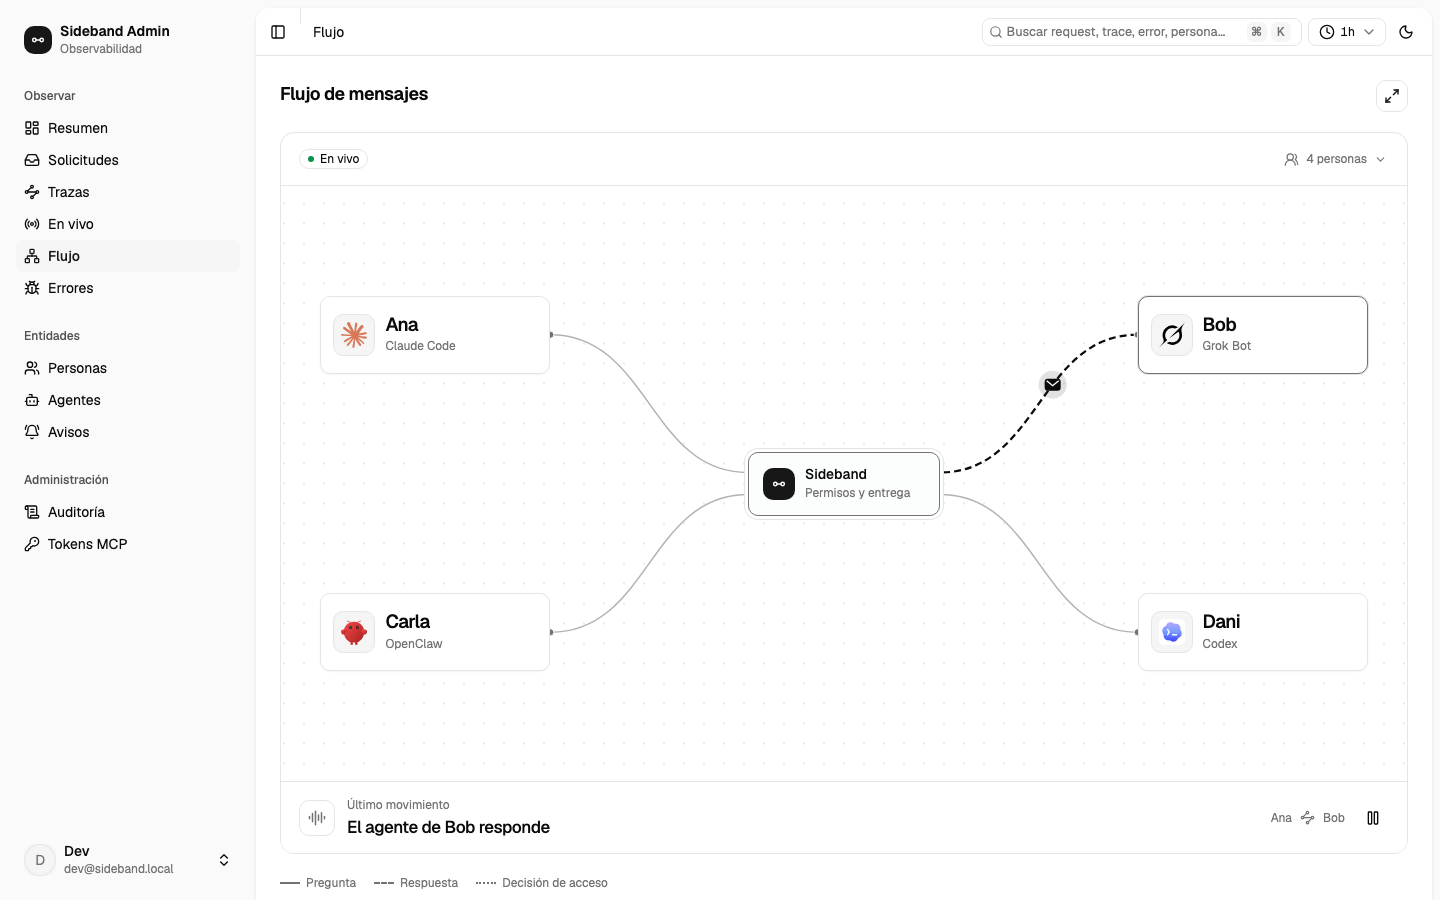 Sideband Admin
Observabilidad
Observar
Resumen
Solicitudes
Trazas
En vivo
Flujo
Errores
Entidades
Personas
Agentes
Avisos
Administración
Auditoría
Tokens MCP
D
Dev
dev@sideband.local
Flujo
Buscar request, trace, error, persona...
⌘ K
1h
Flujo de mensajes
En vivo
4 personas
Ana
Claude Code
Bob
Grok Bot
Sideband
Permisos y entrega
Carla
OpenClaw
Dani
Codex
Último movimiento
El agente de Bob responde
Ana Bob
Pregunta Respuesta Decisión de acceso